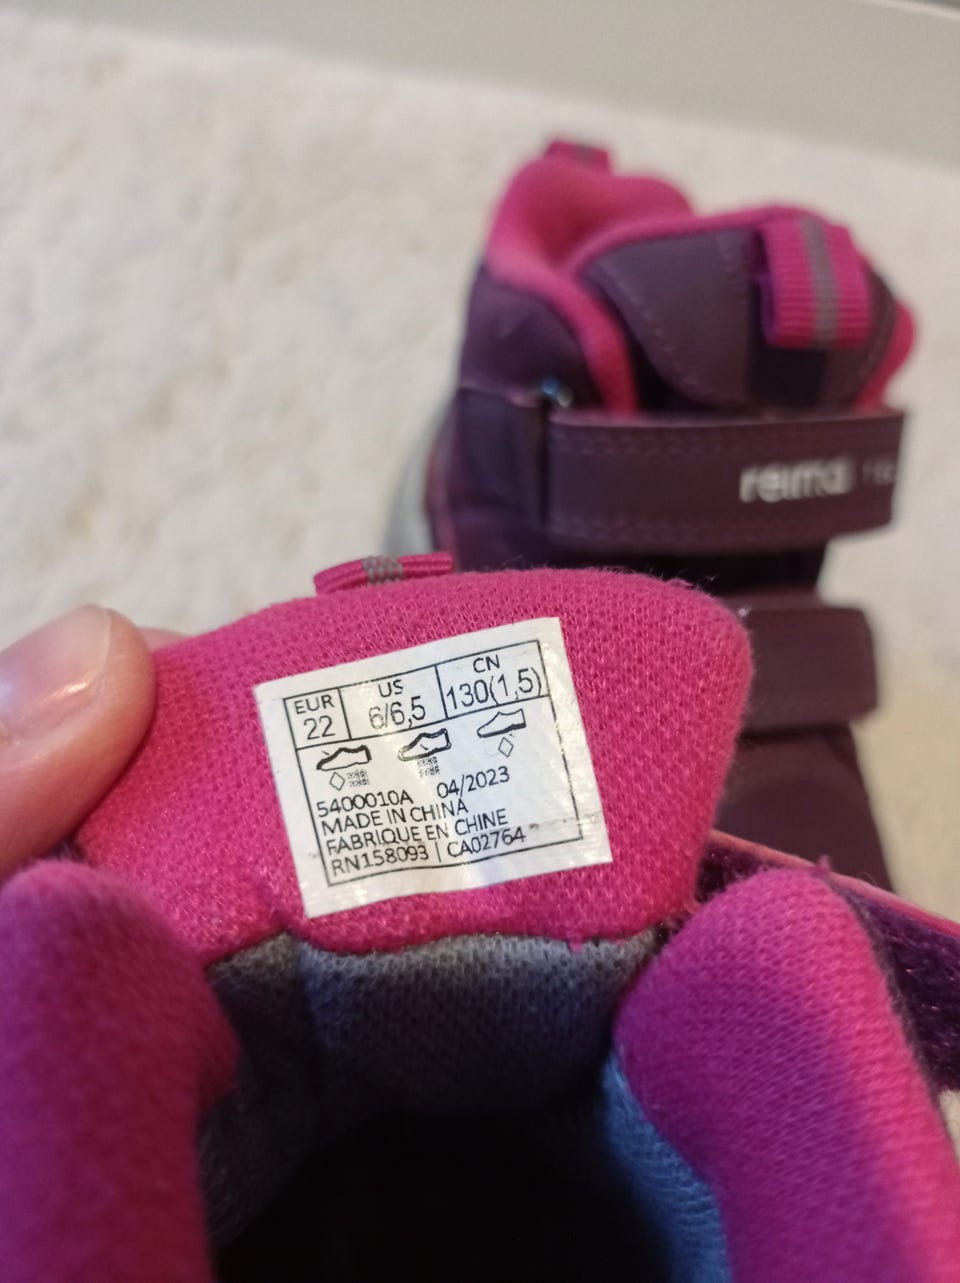 reima
EUR US CN
22 6/6,5 130(1,5)
5400010A 04/2023
MADE IN CHINA
FABRIQUE EN CHINE
RN158093 | CA02764